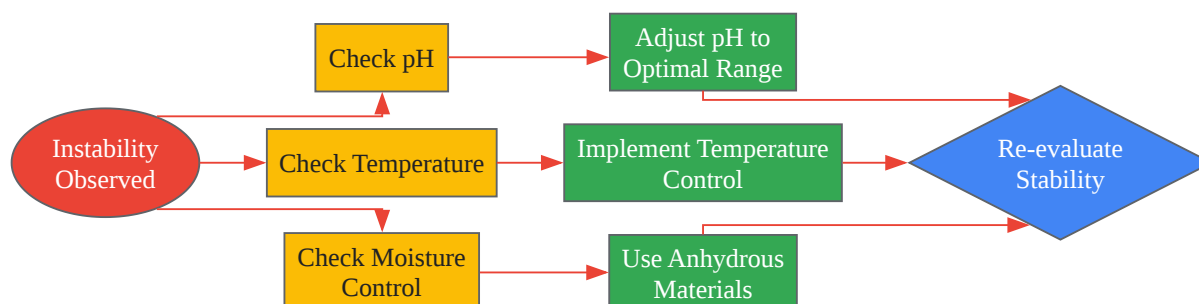 Instability
Observed
Check pH
Adjust pH to
Optimal Range
Check Temperature
Implement Temperature
Control
Check Moisture
Control
Use Anhydrous
Materials
Re-evaluate
Stability